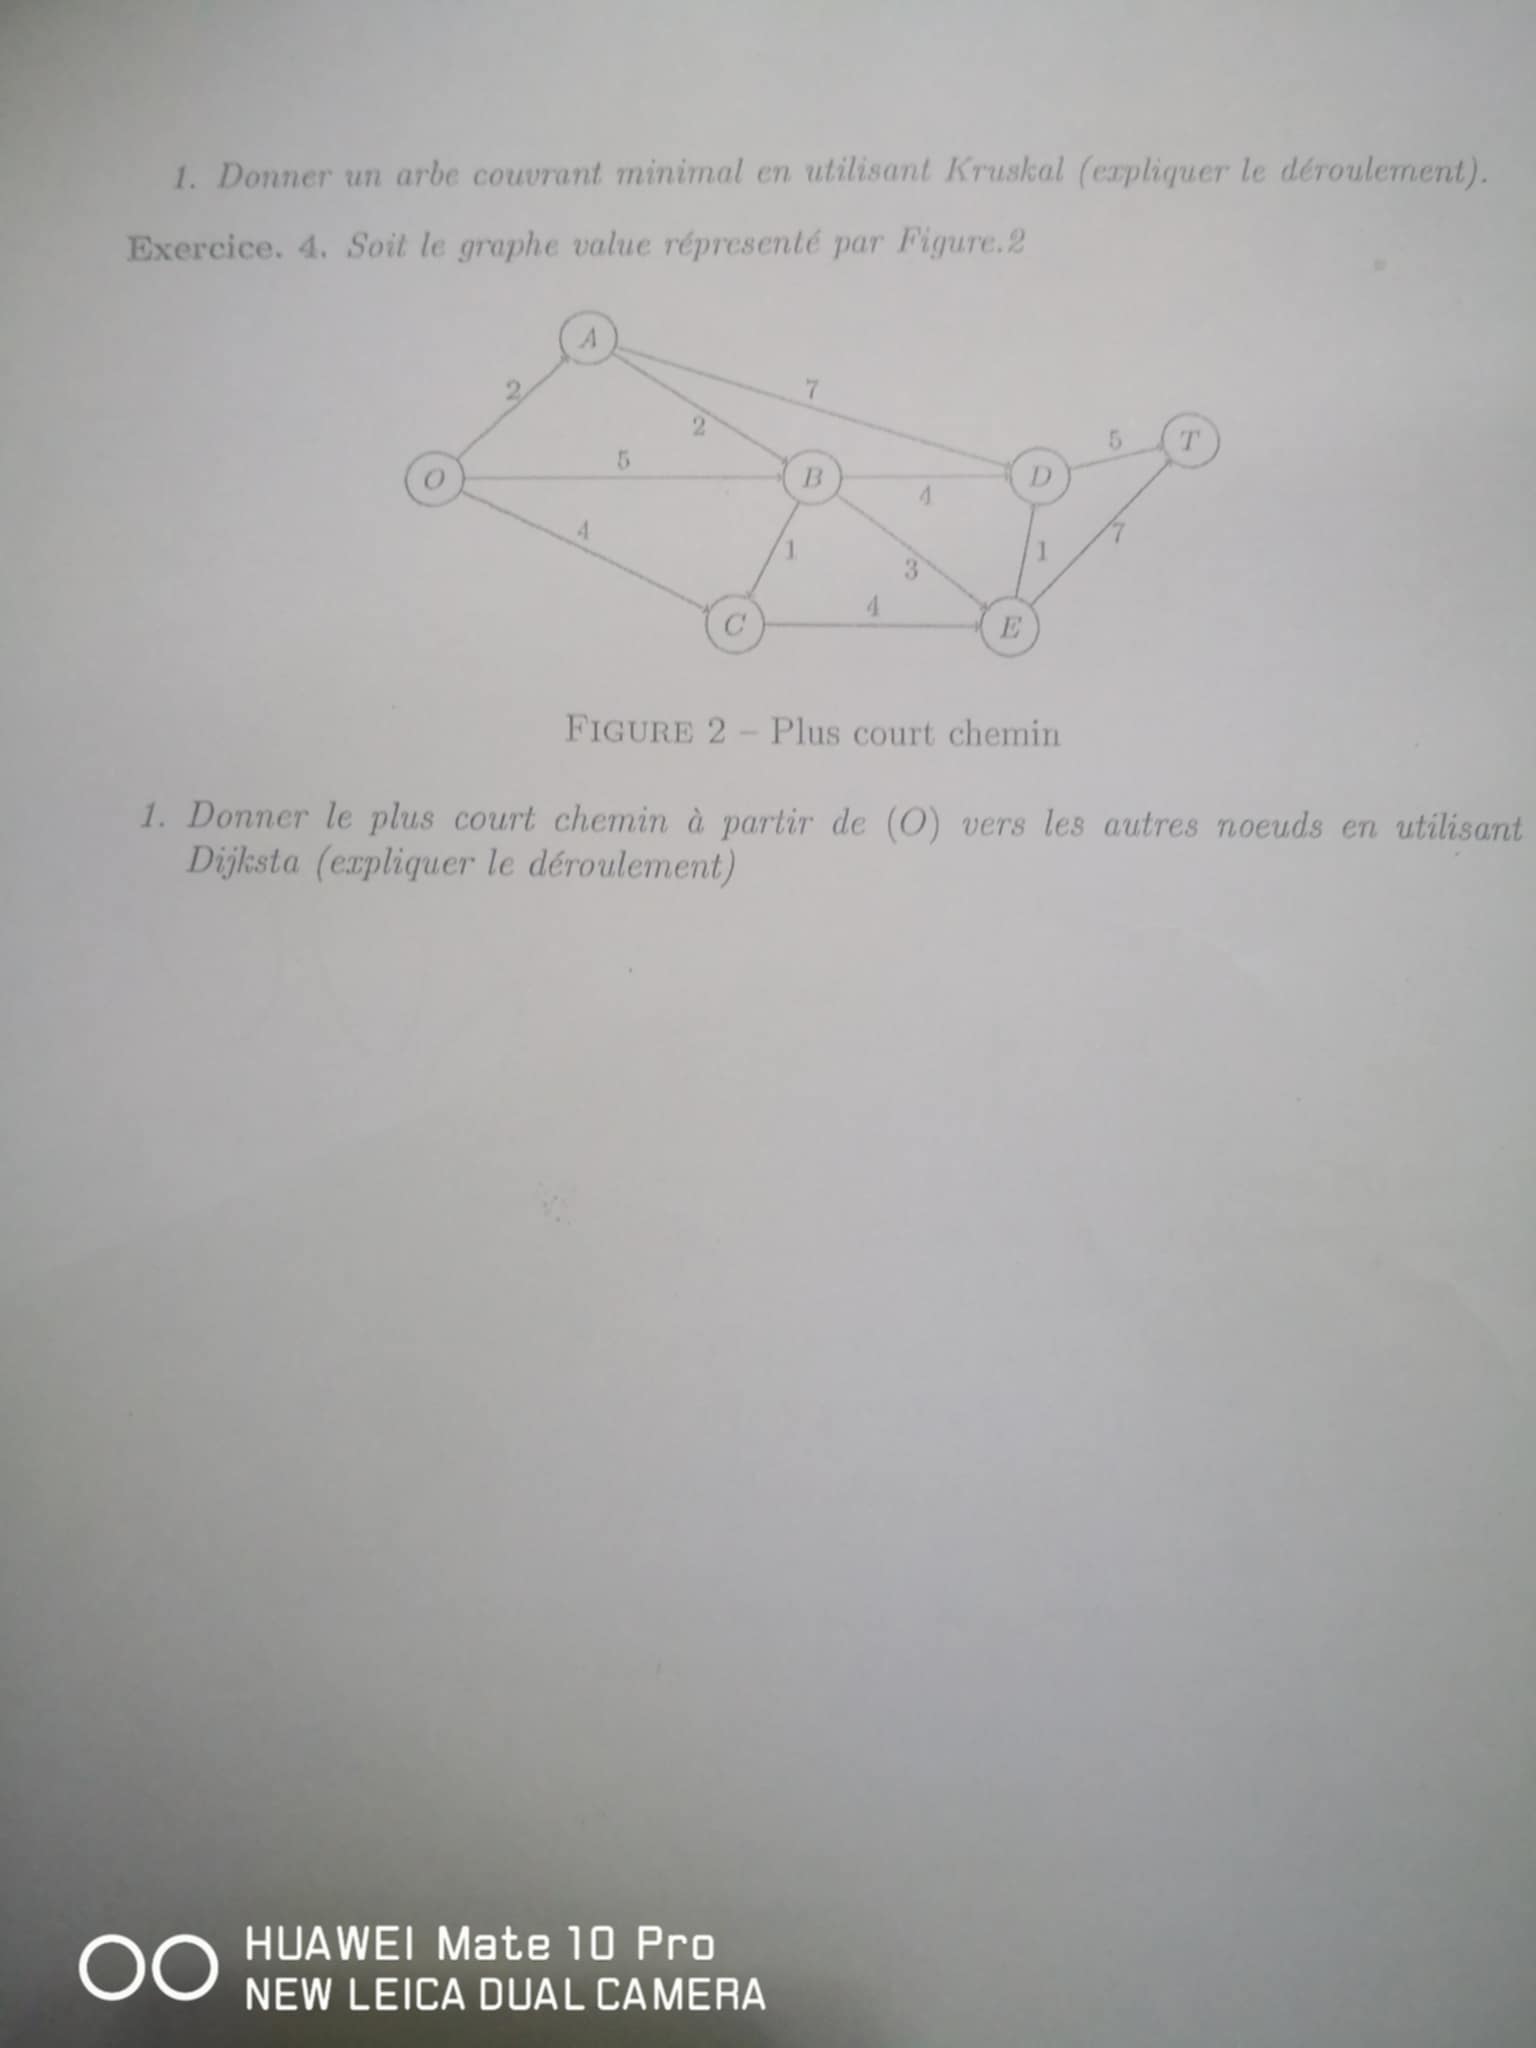 1. Donner un arbe couvrant minimal en utilisant Kruskal (expliquer le déroulement).
Exercice. 4. Soit le graphe value répresenté par Figure.2
A
2
7
2
5
T
5
O
B
D
4
4
1
3
1
7
4
C
E
FIGURE 2 – Plus court chemin
1. Donner le plus court chemin à partir de (O) vers les autres noeuds en utilisant
Dijksta (expliquer le déroulement)
HUAWEI Mate 10 Pro
NEW LEICA DUAL CAMERA